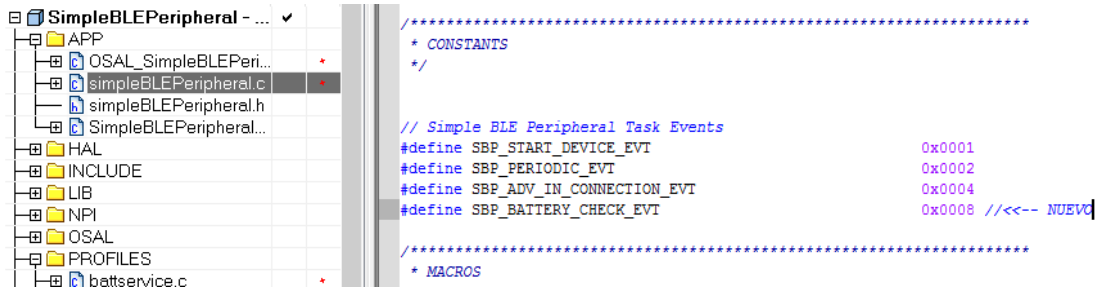 SimpleBLEPeripheral - ...
APP
OSAL_SimpleBLEPeri...
simpleBLEPeripheral.c
simpleBLEPeripheral.h
SimpleBLEPeripheral...
HAL
INCLUDE
LIB
NPI
OSAL
PROFILES
battservice.c
/*********************************************************************
* CONSTANTS
*/
// Simple BLE Peripheral Task Events
#define SBP_START_DEVICE_EVT 0x0001
#define SBP_PERIODIC_EVT 0x0002
#define SBP_ADV_IN_CONNECTION_EVT 0x0004
#define SBP_BATTERY_CHECK_EVT 0x0008 //<<-- NUEVO
/*********************************************************************
* MACROS